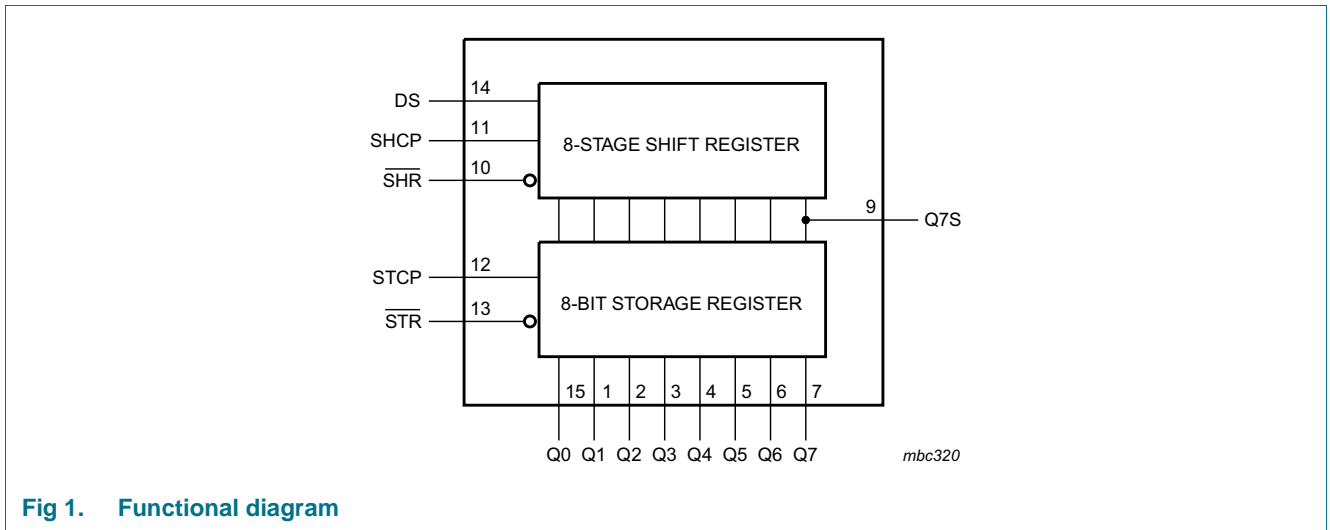 DS
14
SHCP
11
8-STAGE SHIFT REGISTER
S̅H̅R̅
10
9
Q7S
STCP
12
8-BIT STORAGE REGISTER
S̅T̅R̅
13
15 1 2 3 4 5 6 7
Q0 Q1 Q2 Q3 Q4 Q5 Q6 Q7
mbc320
Fig 1. Functional diagram